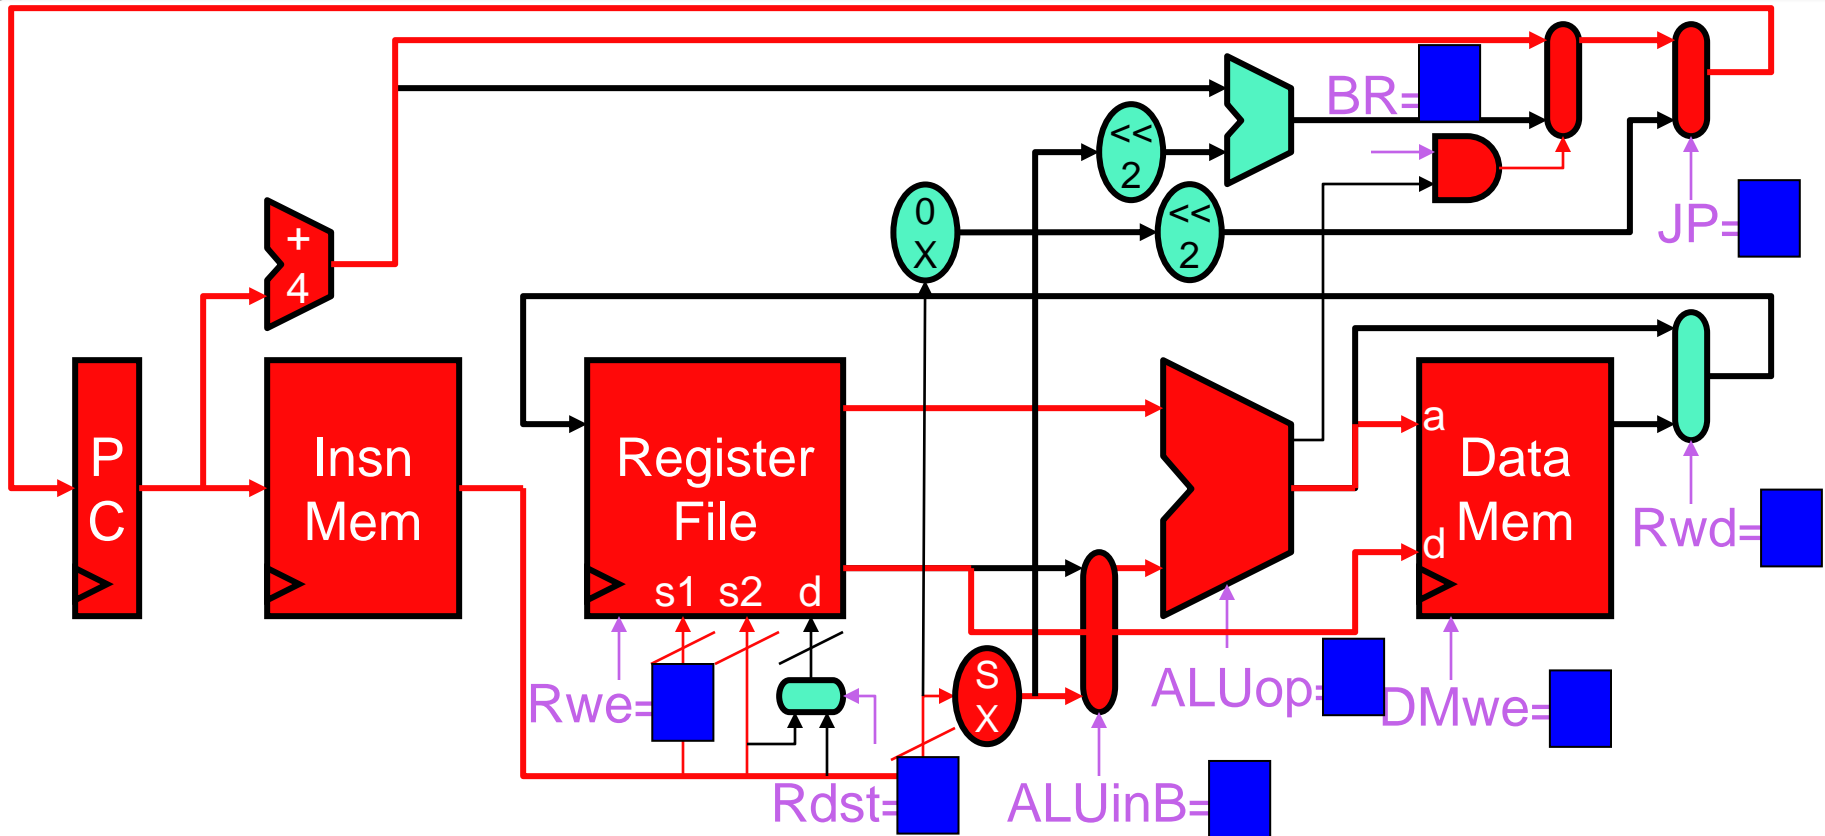 BR=
<<
2
0
X
<<
2
JP=
+
4
P
C
Insn
Mem
Register
File
s1 s2 d
a
Data
Mem
d
Rwd=
S
X
Rwe=
ALUop=
DMwe=
Rdst=
ALUinB=